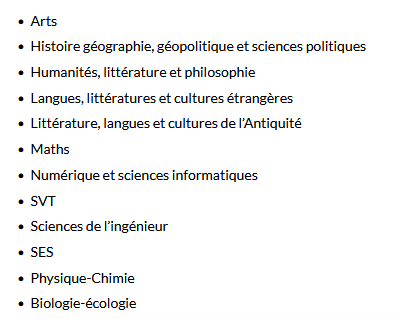 • Arts
• Histoire géographie, géopolitique et sciences politiques
• Humanités, littérature et philosophie
• Langues, littératures et cultures étrangères
• Littérature, langues et cultures de l'Antiquité
• Maths
• Numérique et sciences informatiques
• SVT
• Sciences de l'ingénieur
• SES
• Physique-Chimie
• Biologie-écologie